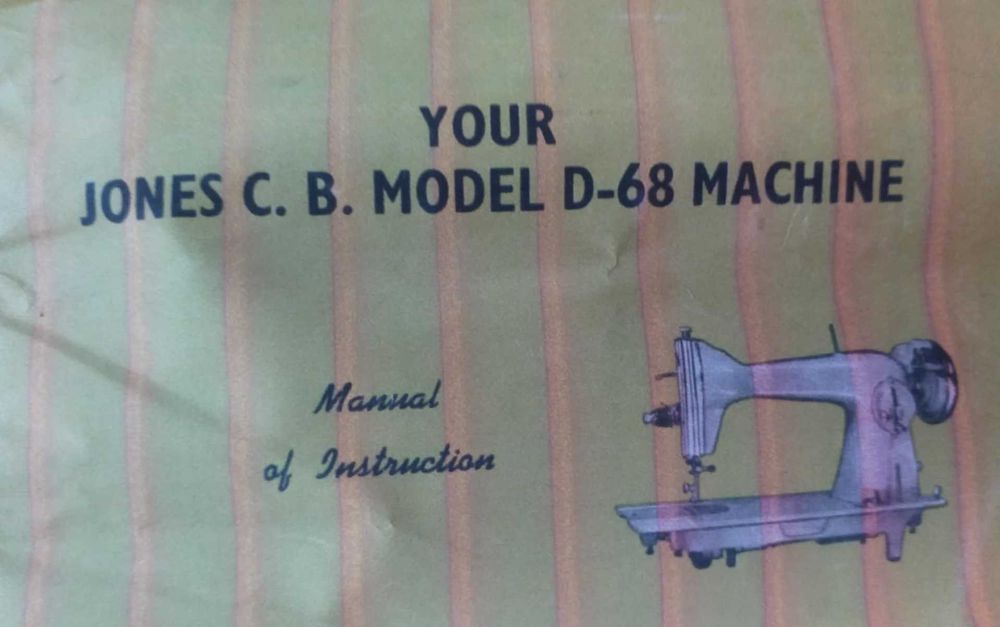 YOUR
JONES C. B. MODEL D-68 MACHINE
Manual
of Instruction